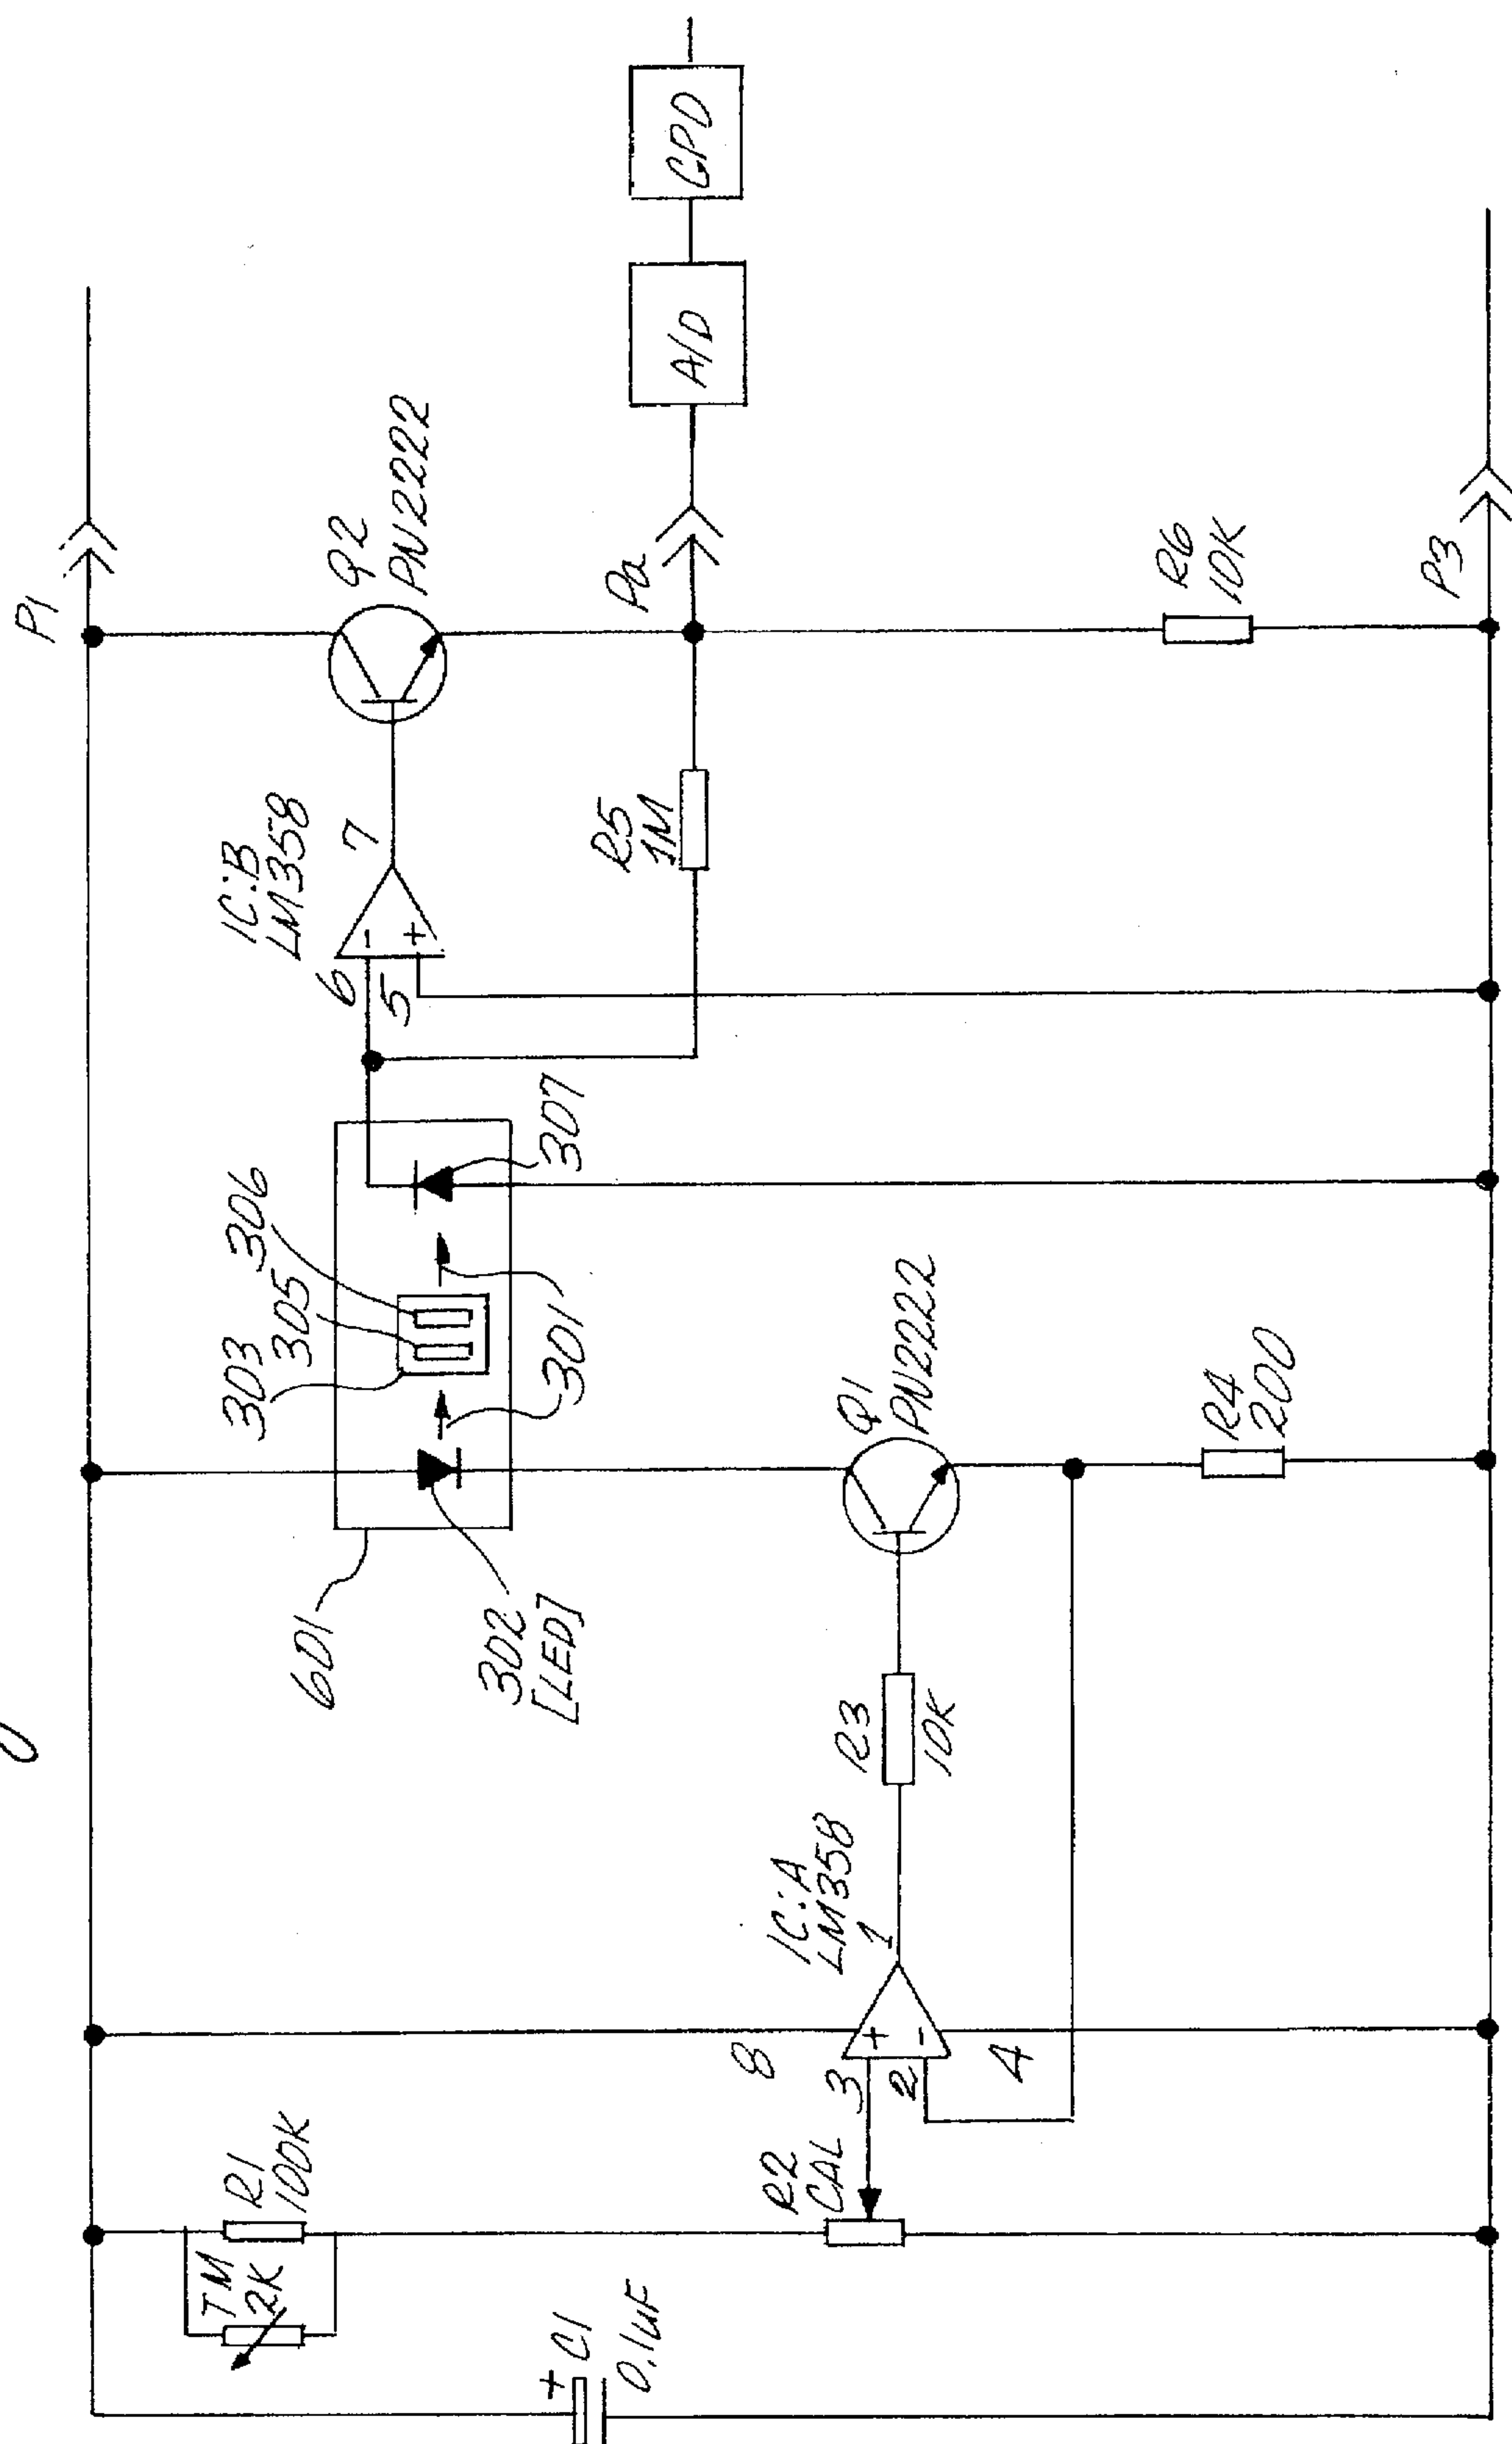 P1
Q2
PN2222
Pa
A/D
CPD
R6
10K
P3
IC:B
LM358
7
6
5
-
+
R5
1M
303
305
306
307
301
601
302
[LED]
Q1
PN2222
R4
200
R3
10K
IC:A
LM358
1
8
3
+
2
-
4
R1
100K
TM
2K
R2
CAL
+
C1
0.1uF